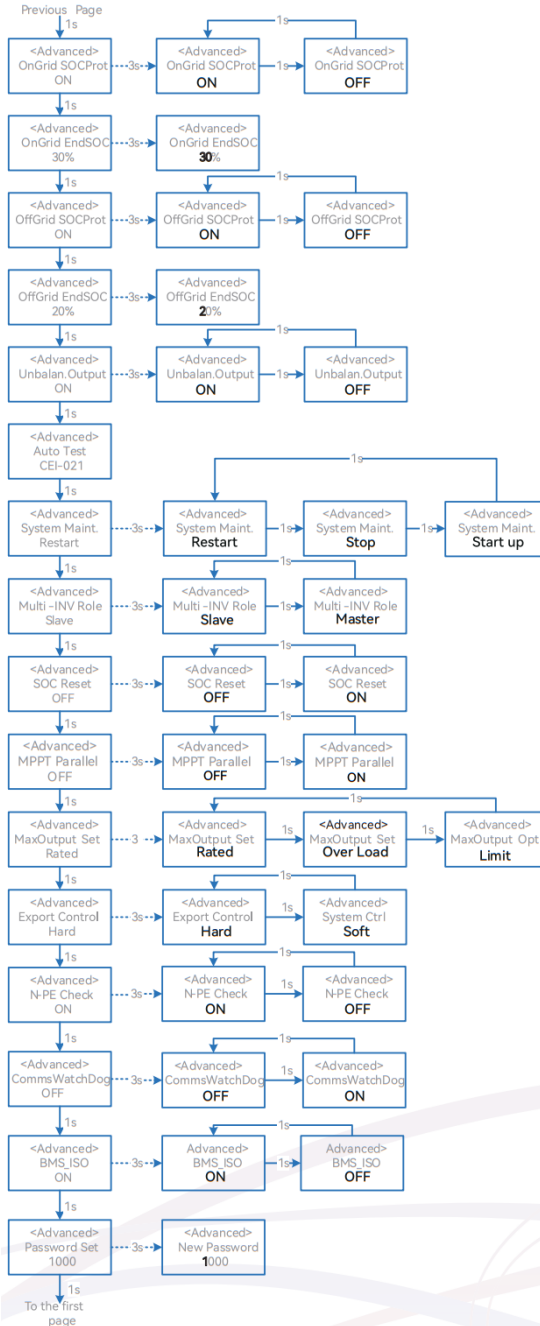 Previous Page
1s
1s
<Advanced>
OnGrid SOCProt
ON
3s
<Advanced>
OnGrid SOCProt
ON
1s
<Advanced>
OnGrid SOCProt
OFF
1s
<Advanced>
OnGrid EndSOC
30%
3s
<Advanced>
OnGrid EndSOC
30%
1s
1s
<Advanced>
OffGrid SOCProt
ON
3s
<Advanced>
OffGrid SOCProt
ON
1s
<Advanced>
OffGrid SOCProt
OFF
1s
<Advanced>
OffGrid EndSOC
20%
3s
<Advanced>
OffGrid EndSOC
20%
1s
1s
<Advanced>
Unbalan.Output
ON
3s
<Advanced>
Unbalan.Output
ON
1s
<Advanced>
Unbalan.Output
OFF
1s
<Advanced>
Auto Test
CEI-021
1s
1s
<Advanced>
System Maint.
Restart
3s
<Advanced>
System Maint.
Restart
1s
<Advanced>
System Maint.
Stop
1s
<Advanced>
System Maint.
Start up
1s
1s
<Advanced>
Multi -INV Role
Slave
3s
<Advanced>
Multi -INV Role
Slave
1s
<Advanced>
Multi -INV Role
Master
1s
1s
<Advanced>
SOC Reset
OFF
3s
<Advanced>
SOC Reset
OFF
1s
<Advanced>
SOC Reset
ON
1s
1s
<Advanced>
MPPT Parallel
OFF
3s
<Advanced>
MPPT Parallel
OFF
1s
<Advanced>
MPPT Parallel
ON
1s
1s
<Advanced>
MaxOutput Set
Rated
3
<Advanced>
MaxOutput Set
Rated
1s
<Advanced>
MaxOutput Set
Over Load
1s
<Advanced>
MaxOutput Opt
Limit
1s
1s
<Advanced>
Export Control
Hard
3s
<Advanced>
Export Control
Hard
1s
<Advanced>
System Ctrl
Soft
1s
1s
<Advanced>
N-PE Check
ON
3s
<Advanced>
N-PE Check
ON
1s
<Advanced>
N-PE Check
OFF
1s
1s
<Advanced>
CommsWatchDog
OFF
3s
<Advanced>
CommsWatchDog
OFF
1s
<Advanced>
CommsWatchDog
ON
1s
1s
<Advanced>
BMS_ISO
ON
3s
Advanced>
BMS_ISO
ON
1s
Advanced>
BMS_ISO
OFF
1s
<Advanced>
Password Set
1000
3s
<Advanced>
New Password
1000
1s
To the first
page